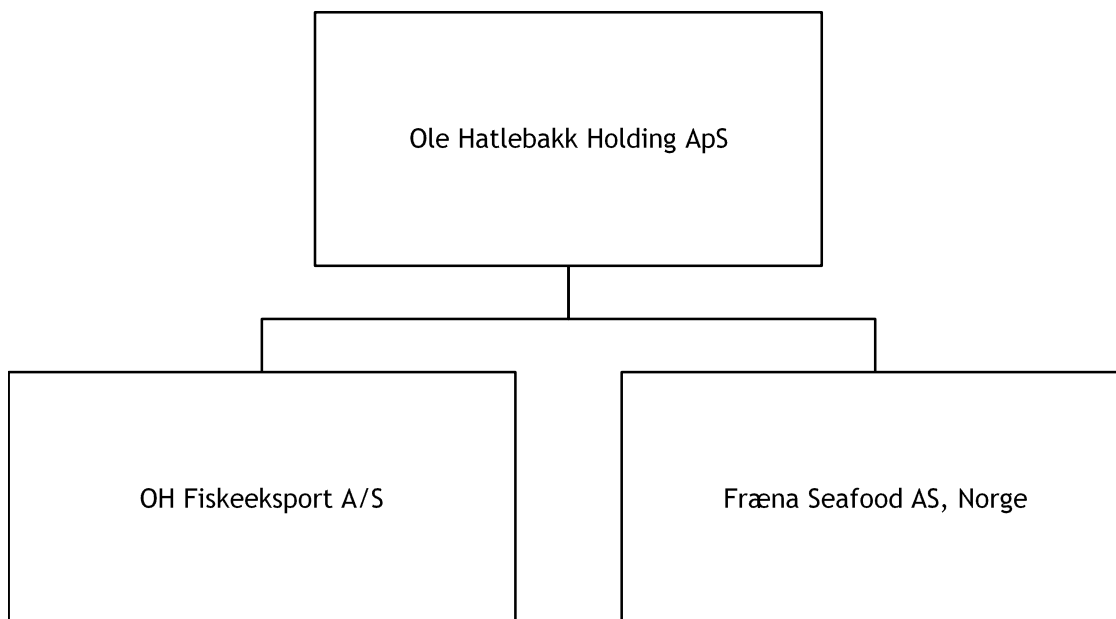 Ole Hatlebakk Holding ApS
OH Fiskeeksport A/S
Fræna Seafood AS, Norge